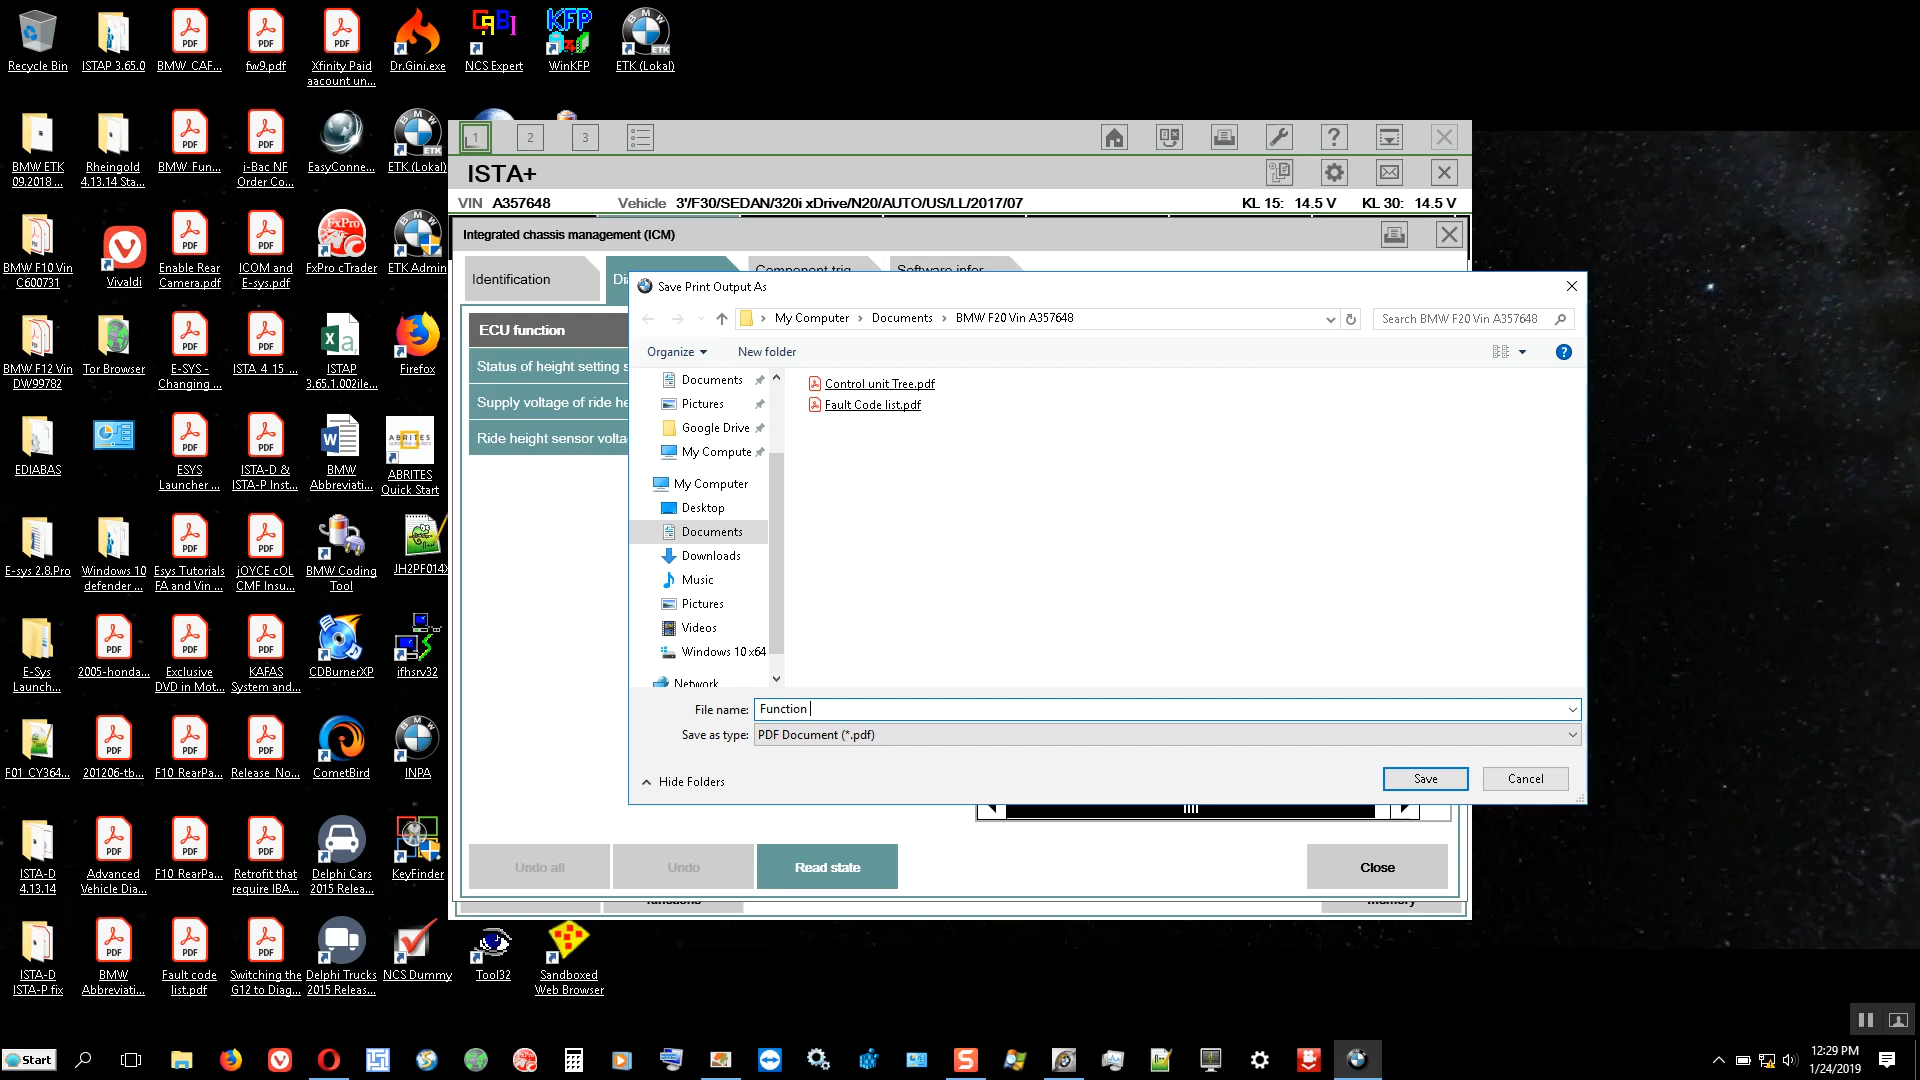 Recycle Bin
ISTAP 3.65.0
BMW_CAF...
fw9.pdf
Xfinity Paid
aacount un...
Dr.Gini.exe
NCS Expert
WinKFP
ETK (Lokal)
BMW ETK
09.2018 ...
Rheingold
4.13.14 Sta...
BMW_Fun...
i-Bac NF
Order Co...
EasyConne...
ETK (Lokal)
BMW F10 Vin
C600731
Vivaldi
Enable Rear
Camera.pdf
ICOM and
E-sys.pdf
FxPro cTrader
ETK Admin
BMW F12 Vin
DW99782
Tor Browser
E-SYS -
Changing ...
ISTA_4_15_...
ISTAP
3.65.1.002ile...
Firefox
EDIABAS
ESYS
Launcher ...
ISTA-D &
ISTA-P Inst...
BMW
Abbreviati...
ABRITES
ABRITES
Quick Start
E-sys 2.8.Pro
Windows 10
defender ...
Esys Tutorials
FA and Vin ...
jOYCE cOL
CMF Insu...
BMW Coding
Tool
JH2PF014X
E-Sys
Launch...
2005-honda...
Exclusive
DVD in Mot...
KAFAS
System and...
CDBurnerXP
ifhsrv32
F01_CY364...
201206-tb...
F10_RearPa...
Release_No...
CometBird
INPA
ISTA-D
4.13.14
Advanced
Vehicle Dia...
F10_RearPa...
Retrofit that
require IBA...
Delphi Cars
2015 Relea...
KeyFinder
ISTA-D
ISTA-P fix
BMW
Abbreviati...
Fault code
list.pdf
Switching the
G12 to Diag...
Delphi Trucks
2015 Releas...
NCS Dummy
Tool32
Sandboxed
Web Browser
1
2
3
ISTA+
VIN A357648
Vehicle 3'/F30/SEDAN/320i xDrive/N20/AUTO/US/LL/2017/07
KL 15: 14.5 V
KL 30: 14.5 V
Integrated chassis management (ICM)
Identification
Component trig
Software infor
ECU function
Status of height setting s
Supply voltage of ride he
Ride height sensor volta
Save Print Output As
My Computer > Documents > BMW F20 Vin A357648
Search BMW F20 Vin A357648
Organize
New folder
Documents
Pictures
Google Drive
My Compute
My Computer
Desktop
Documents
Downloads
Music
Pictures
Videos
Windows 10 x64
Network
Control unit Tree.pdf
Fault Code list.pdf
File name: Function
Save as type: PDF Document (*.pdf)
Hide Folders
Save
Cancel
Undo all
Undo
Read state
Close
functions
memory
Start
12:29 PM
1/24/2019